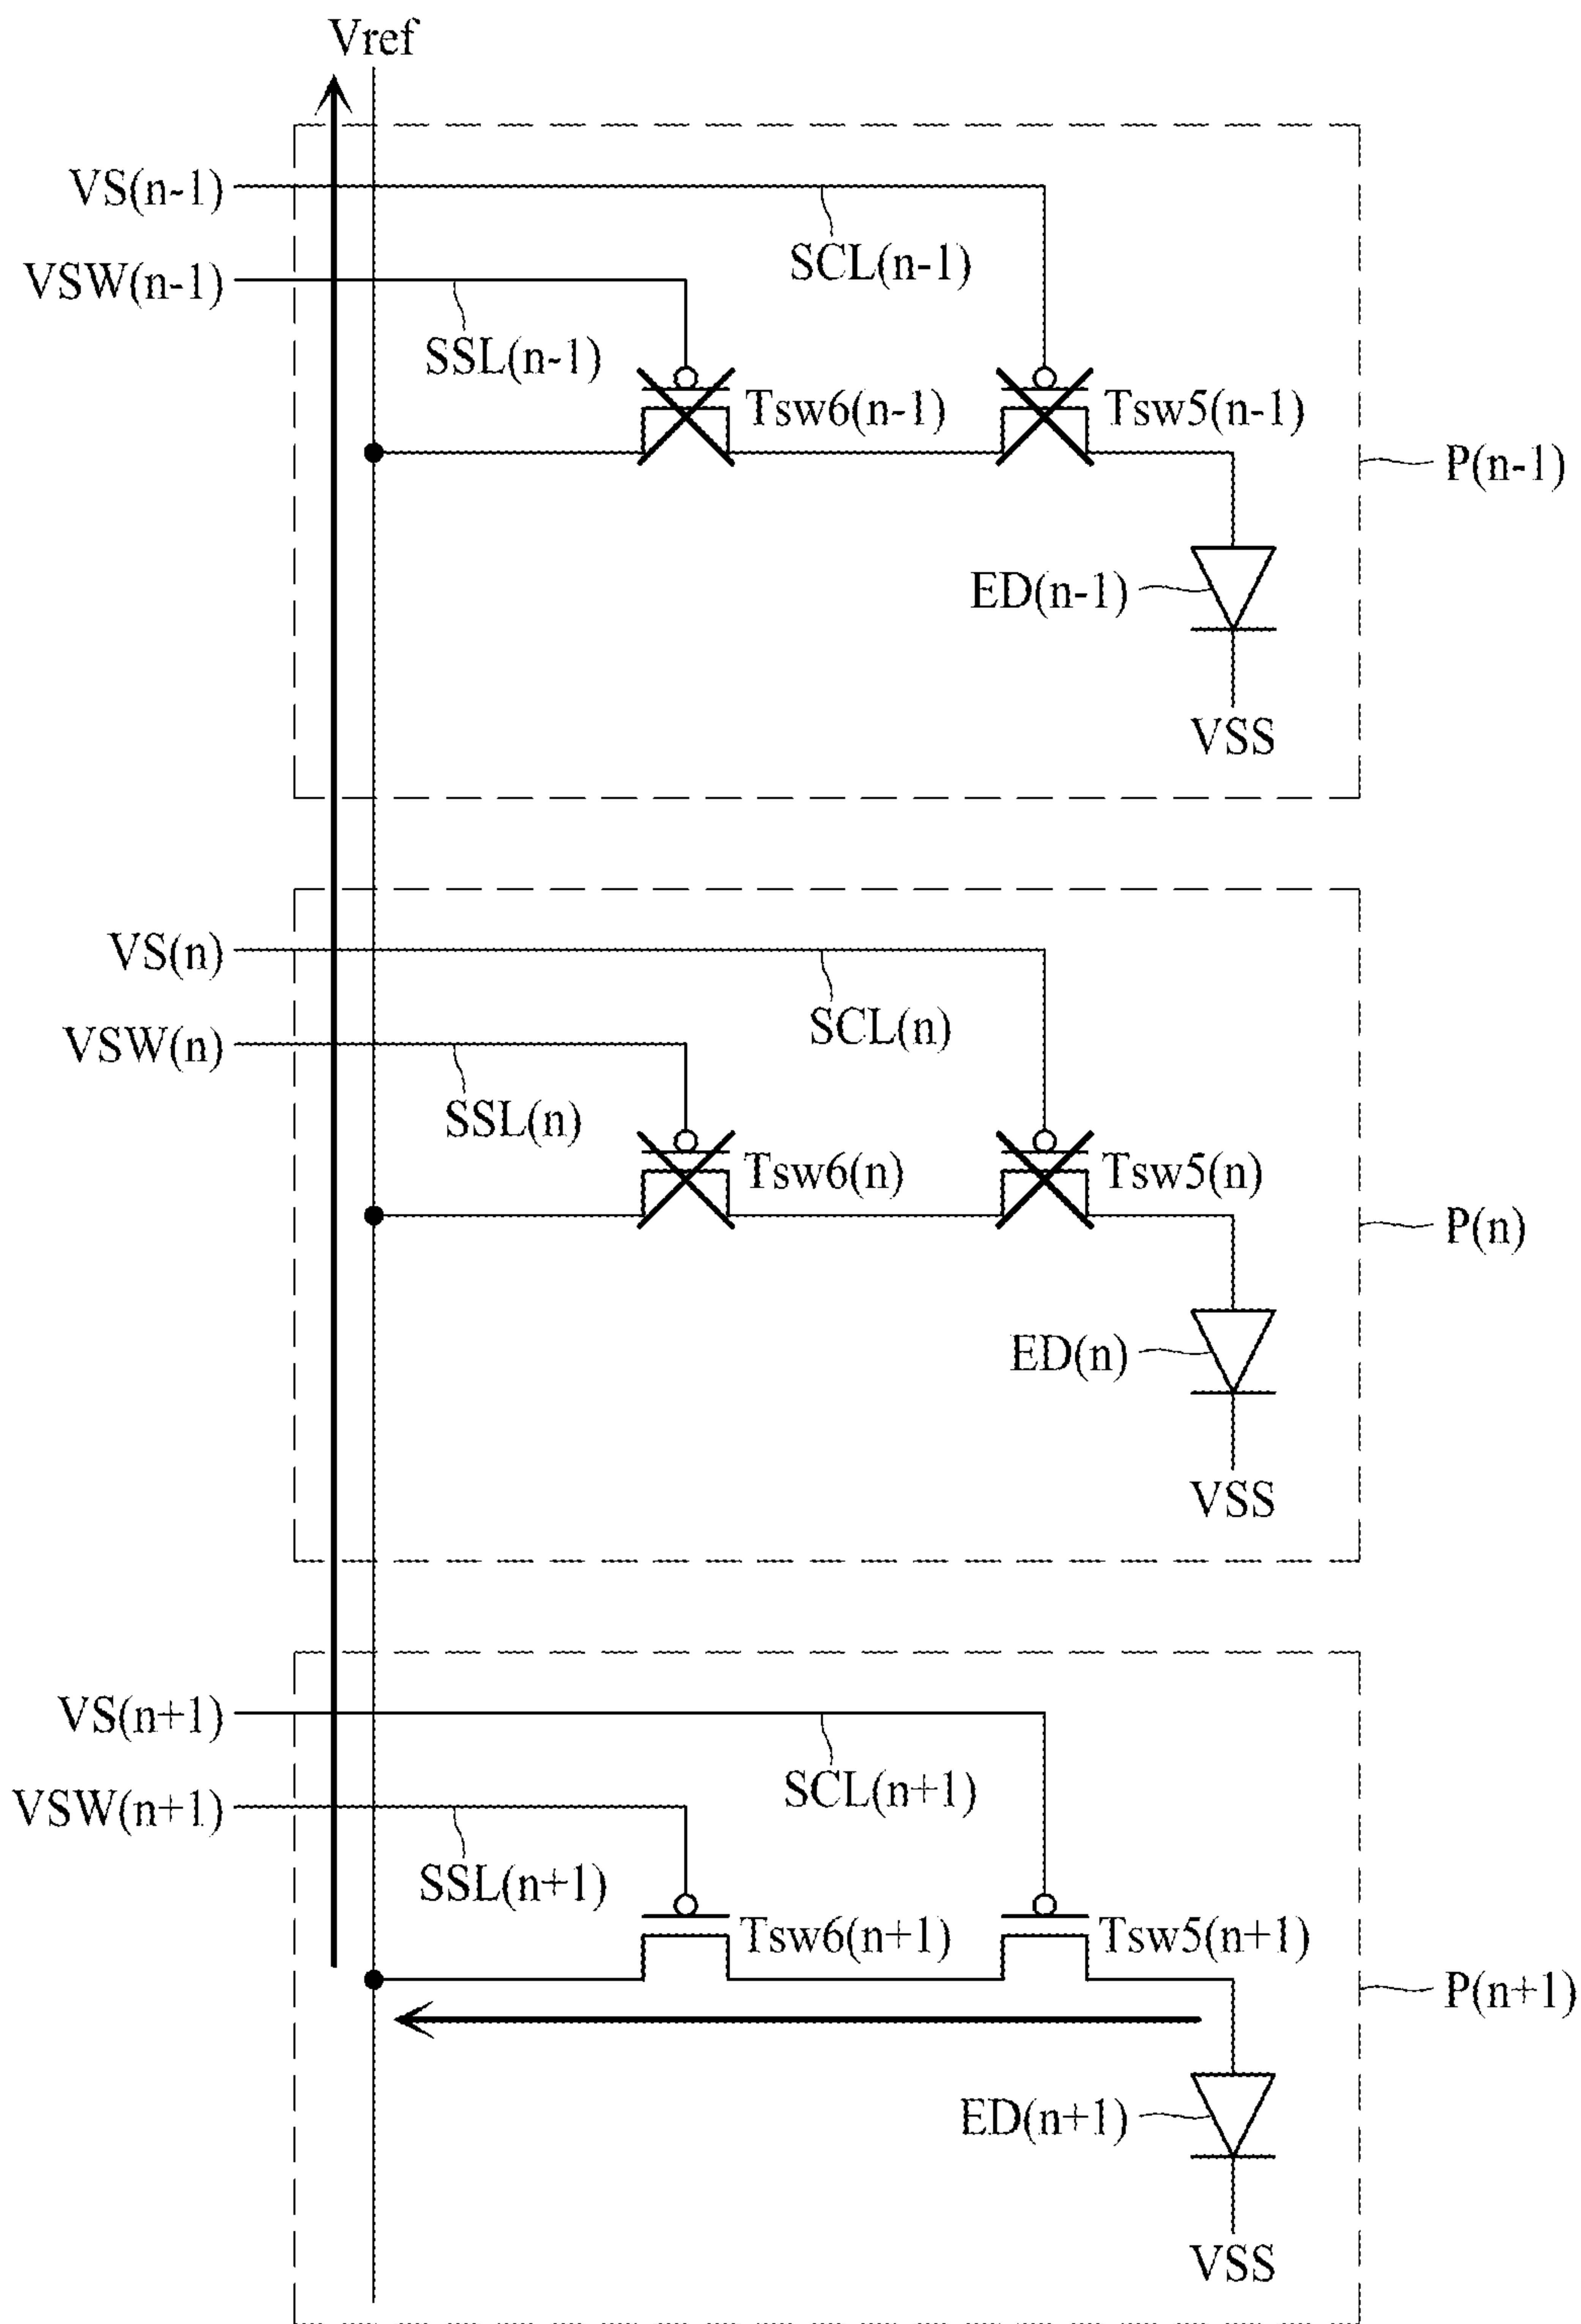 Vref
VS(n-1)
SCL(n-1)
VSW(n-1)
SSL(n-1)
Tsw6(n-1)
Tsw5(n-1)
P(n-1)
ED(n-1)
VSS
VS(n)
SCL(n)
VSW(n)
SSL(n)
Tsw6(n)
Tsw5(n)
P(n)
ED(n)
VSS
VS(n+1)
SCL(n+1)
VSW(n+1)
SSL(n+1)
Tsw6(n+1)
Tsw5(n+1)
P(n+1)
ED(n+1)
VSS